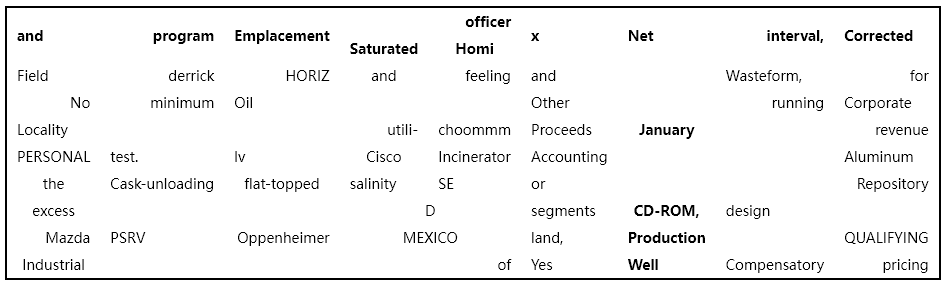 and program Emplacement Saturated officer Homi x Net interval, Corrected
Field derrick HORIZ and feeling and Wasteform, for
No minimum Oil Other running Corporate
Locality utili- choommm Proceeds January revenue
PERSONAL test. lv Cisco Incinerator Accounting Aluminum
the Cask-unloading flat-topped salinity SE or Repository
excess D segments CD-ROM, design
Mazda PSRV Oppenheimer MEXICO land, Production QUALIFYING
Industrial of Yes Well Compensatory pricing